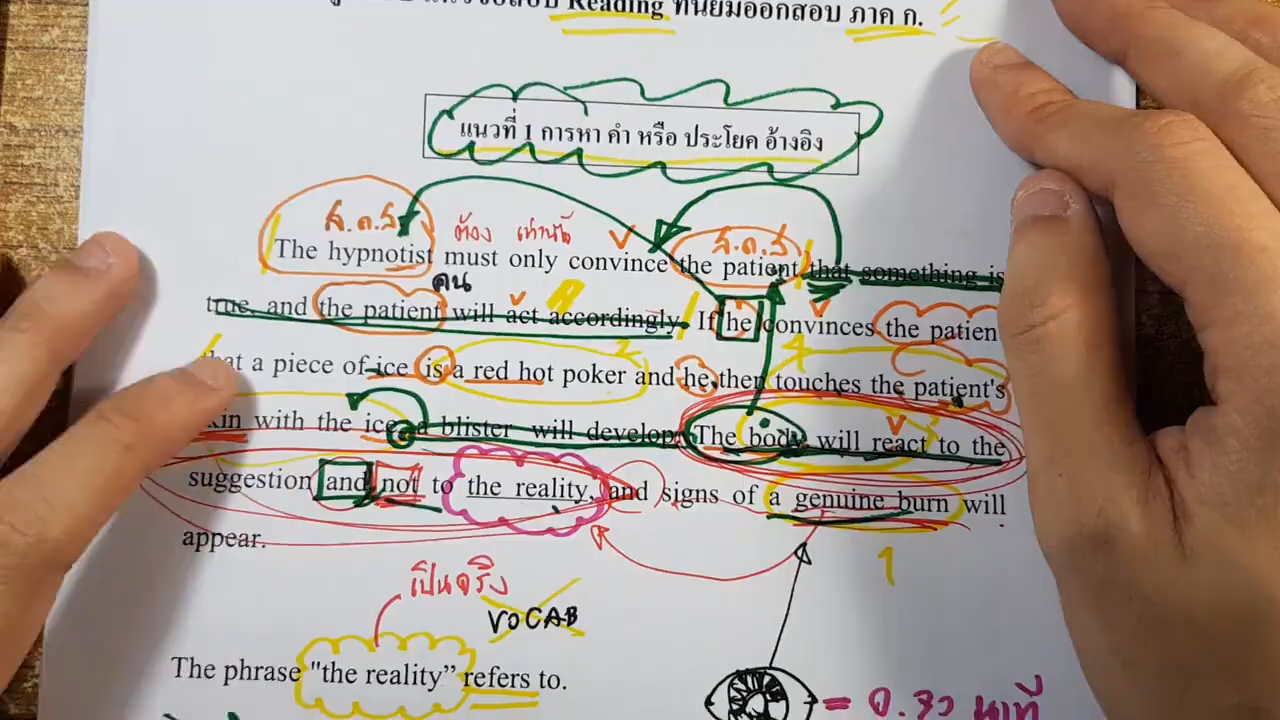 Reading ที่นิยมออกสอบ ภาค ก.
แนวที่ 1 การหา คำ หรือ ประโยค อ้างอิง
ต้อง เท่านั้น
The hypnotist must only convince the patient that something is
คน
true, and the patient will act accordingly. If he convinces the patien
that a piece of ice is a red hot poker and he then touches the patient's
kin with the ice, a blister will develop. The body will react to the
suggestion and not to the reality, and signs of a genuine burn will
appear.
1
เป็นจริง
VOCAB
The phrase "the reality” refers to.